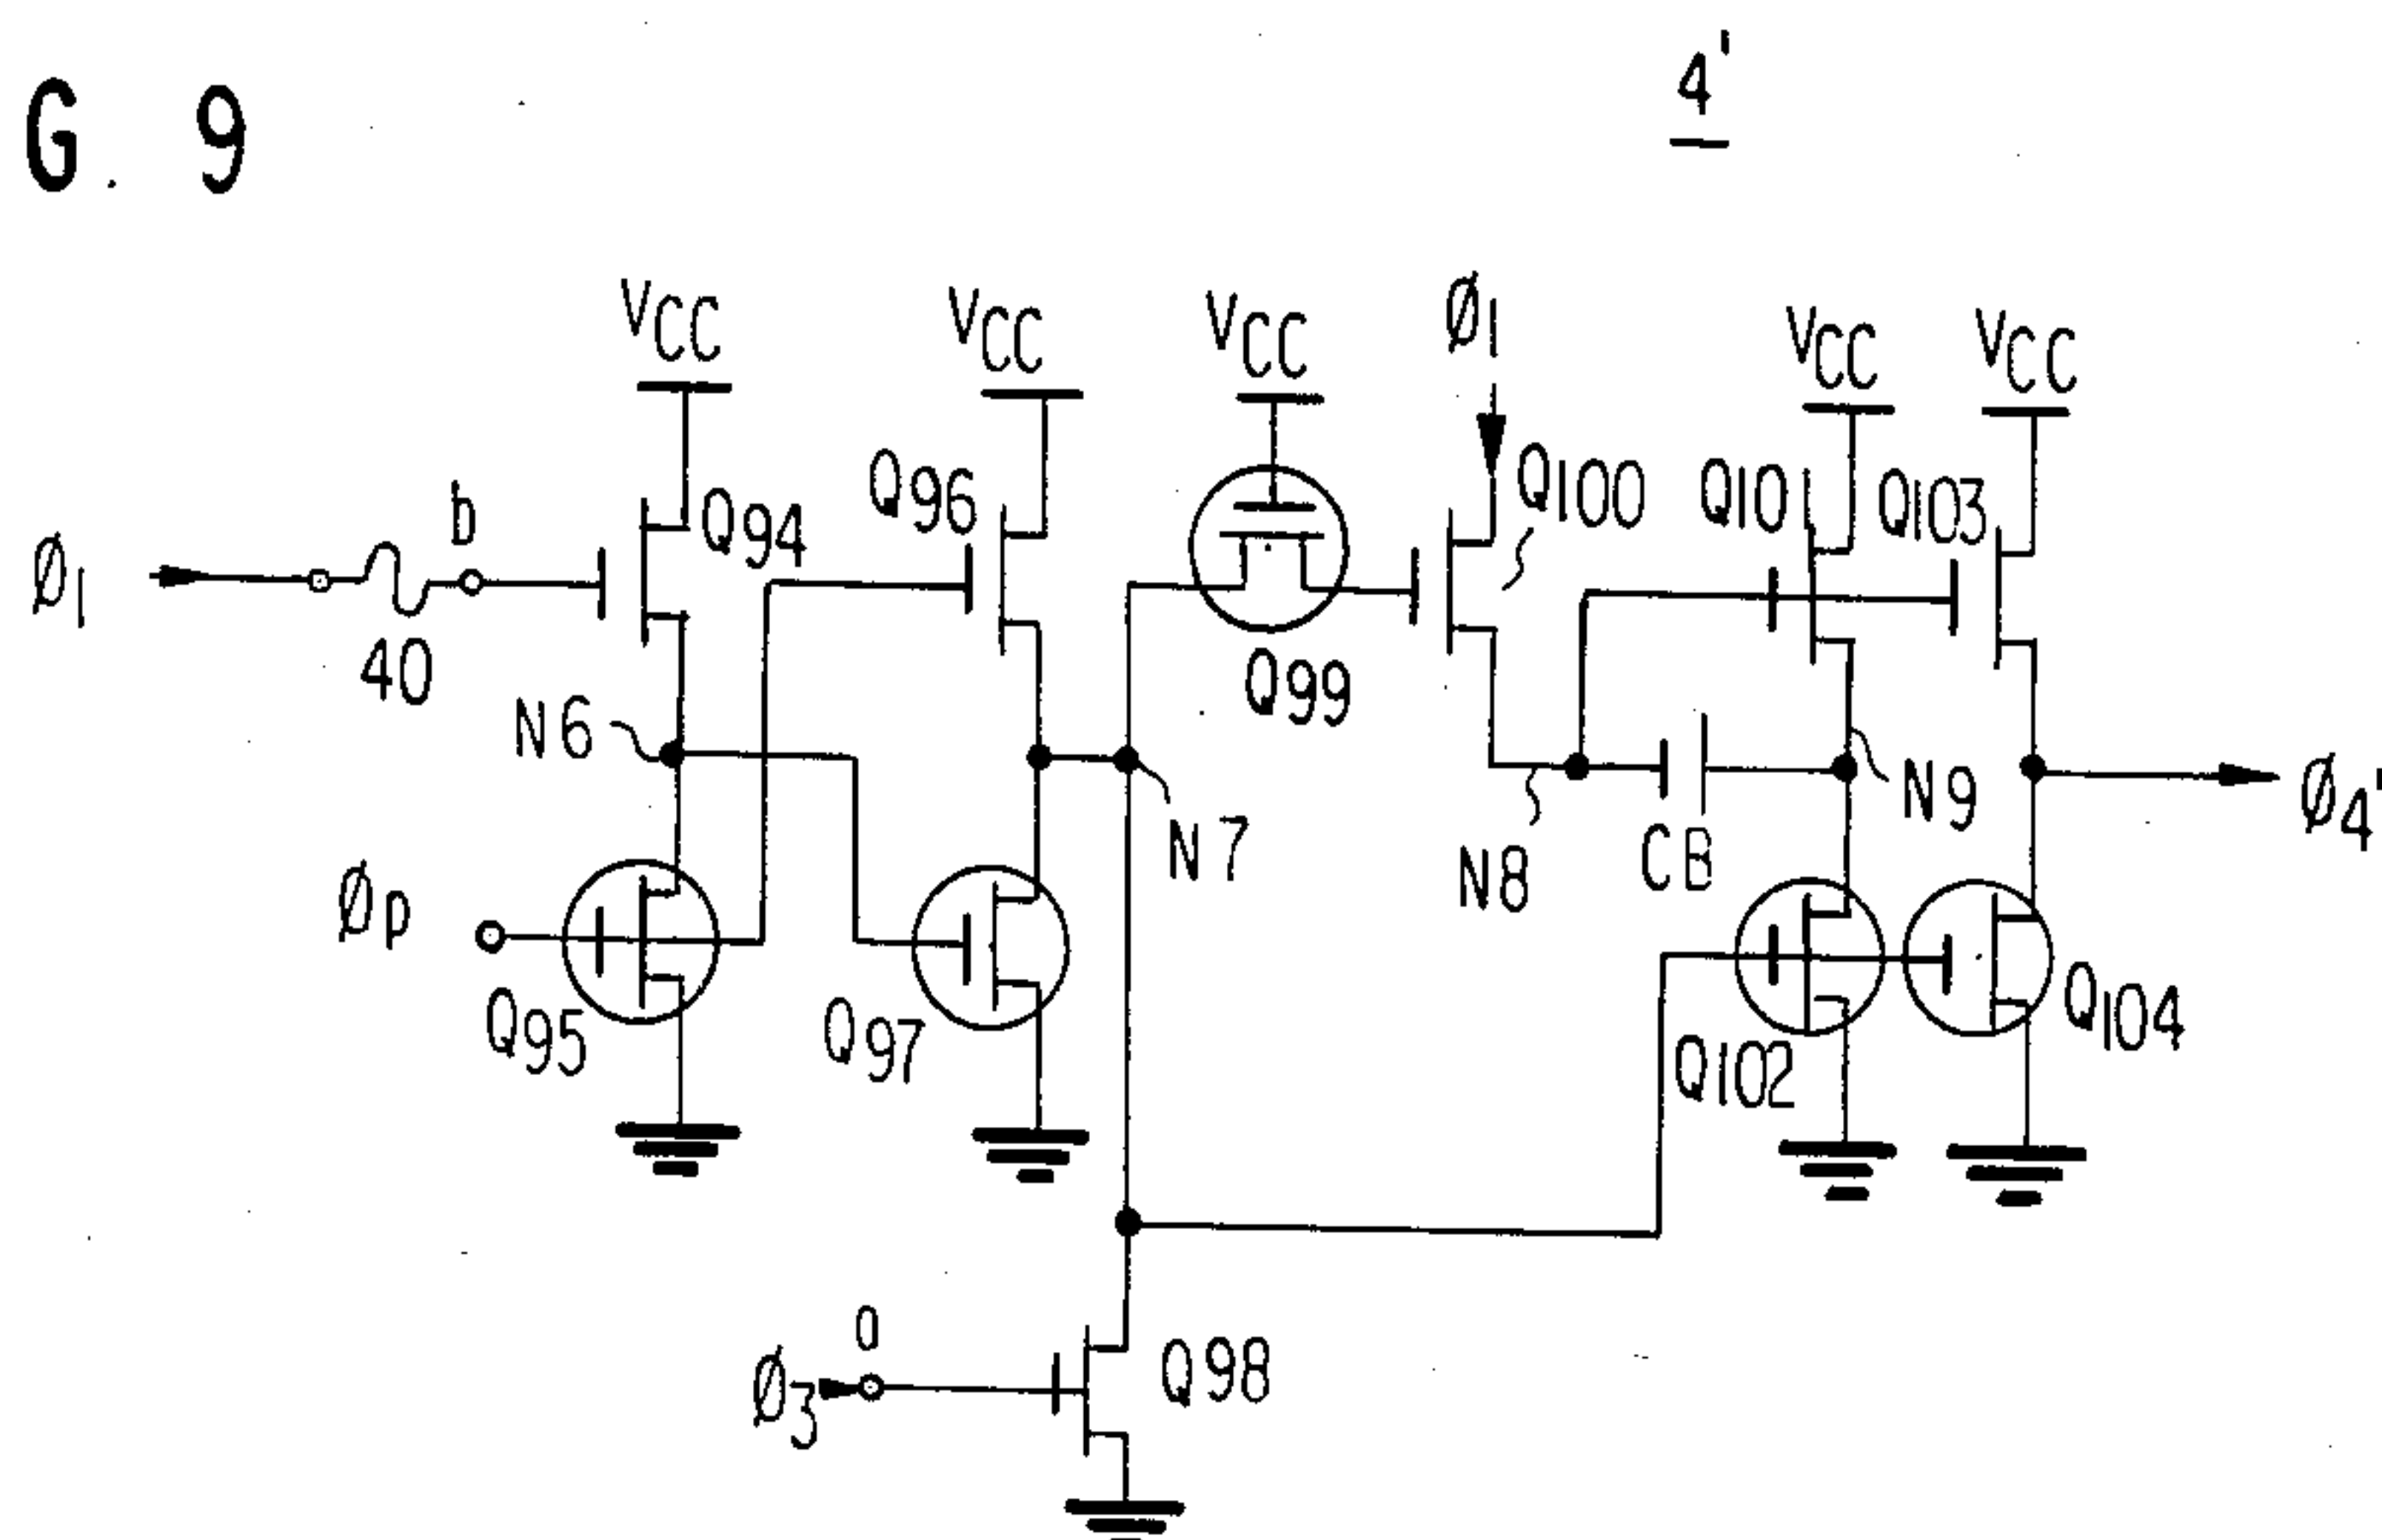 G. 9
4'
VCC
VCC
VCC
Ø1
VCC
VCC
Ø1
b
40
Q94
Q96
Q99
Q100
Q101
Q103
N6
N7
N8
CB
N9
Ø4'
Øp
Q95
Q97
Q102
Q104
Ø3
a
Q98